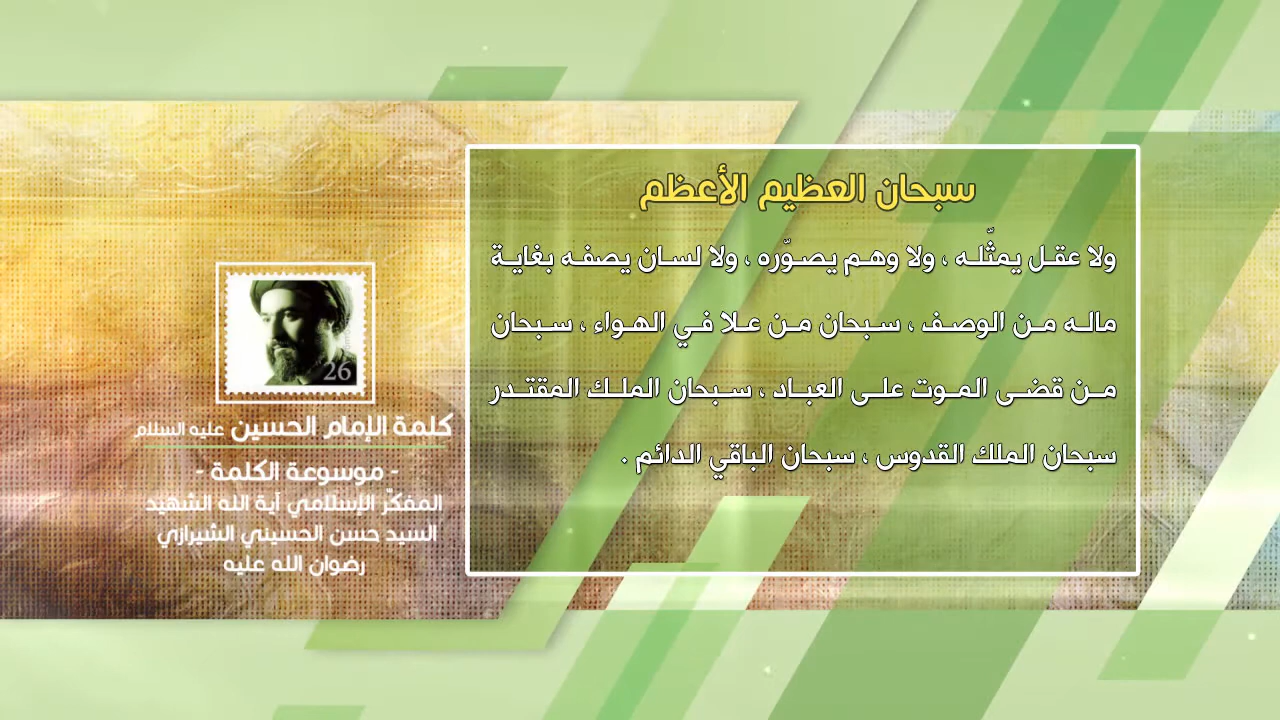 سبحان العظيم الأعظم
ولا عقل يمثّله ، ولا وهم يصوّره ، ولا لسان يصفه بغاية
ماله من الوصف ، سبحان من علا في الهواء ، سبحان
من قضى الموت على العباد ، سبحان الملك المقتدر
سبحان الملك القدوس ، سبحان الباقي الدائم .
26
كلمة الإمام الحسين عليه السلام
- موسوعة الكلمة -
المفكّر الإسلامي آية الله الشهيد
السيد حسن الحسيني الشيرازي
رضوان الله عليه